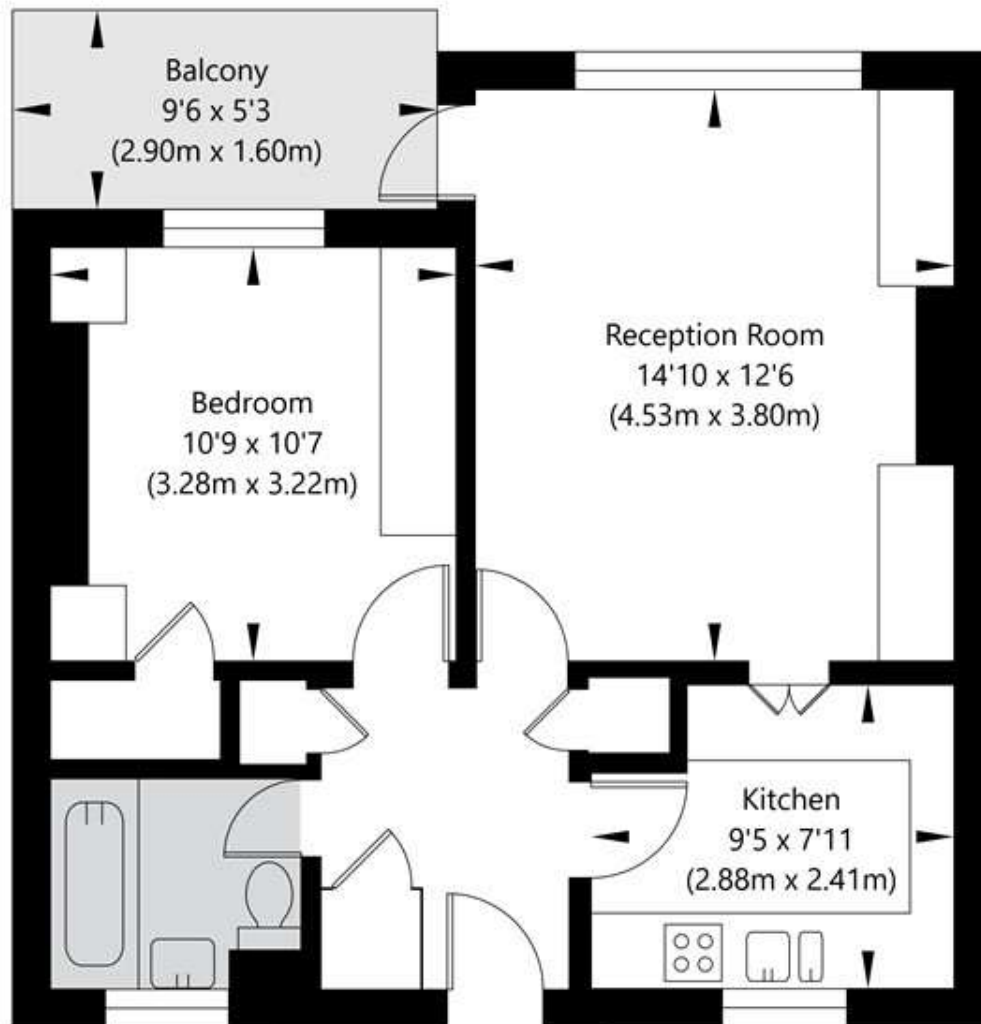 Balcony
9'6 x 5'3
(2.90m x 1.60m)
Reception Room
14'10 x 12'6
(4.53m x 3.80m)
Bedroom
10'9 x 10'7
(3.28m x 3.22m)
Kitchen
9'5 x 7'11
(2.88m x 2.41m)